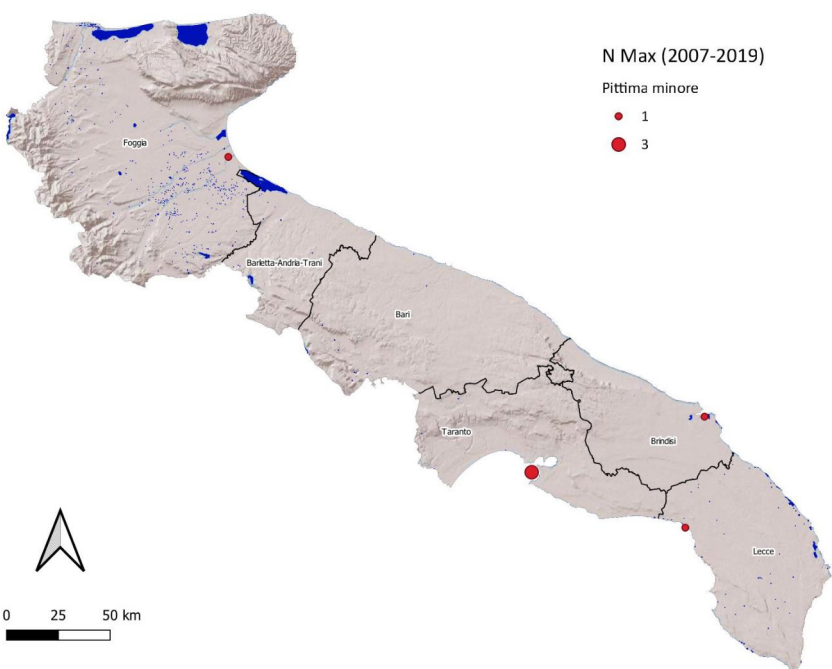 N Max (2007-2019)
Pittima minore
1
3
Foggia
Barletta-Andria-Trani
Bari
Taranto
Brindisi
Lecce
0 25 50 km